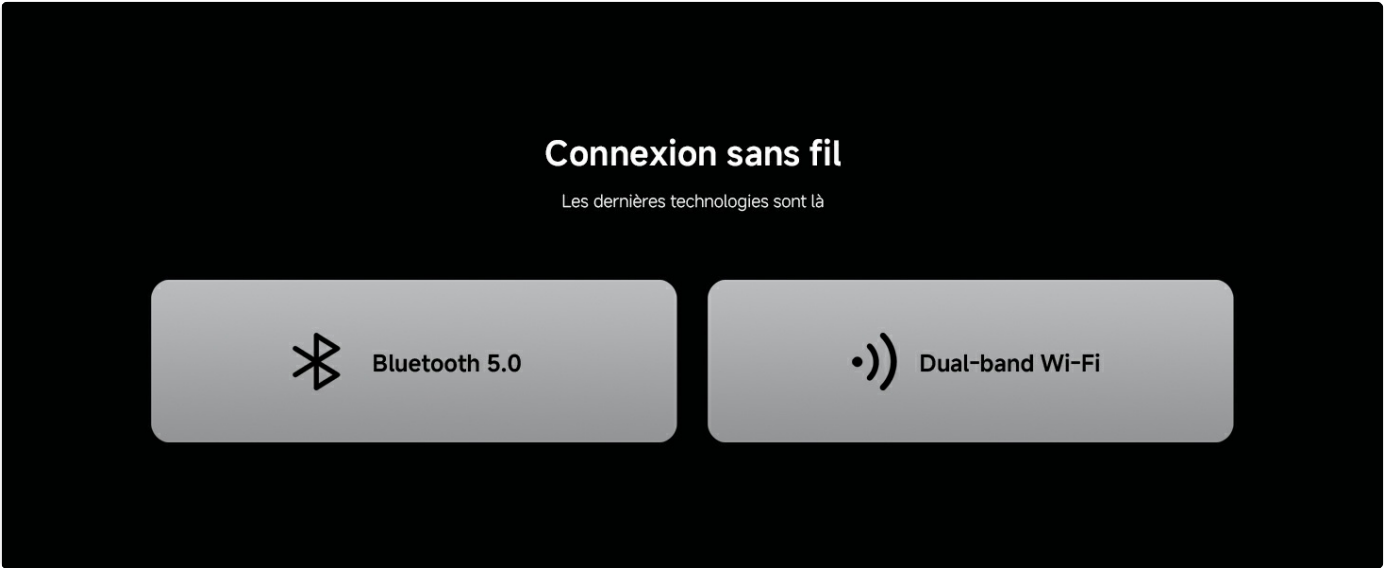 Connexion sans fil
Les dernières technologies sont là
Bluetooth 5.0
Dual-band Wi-Fi